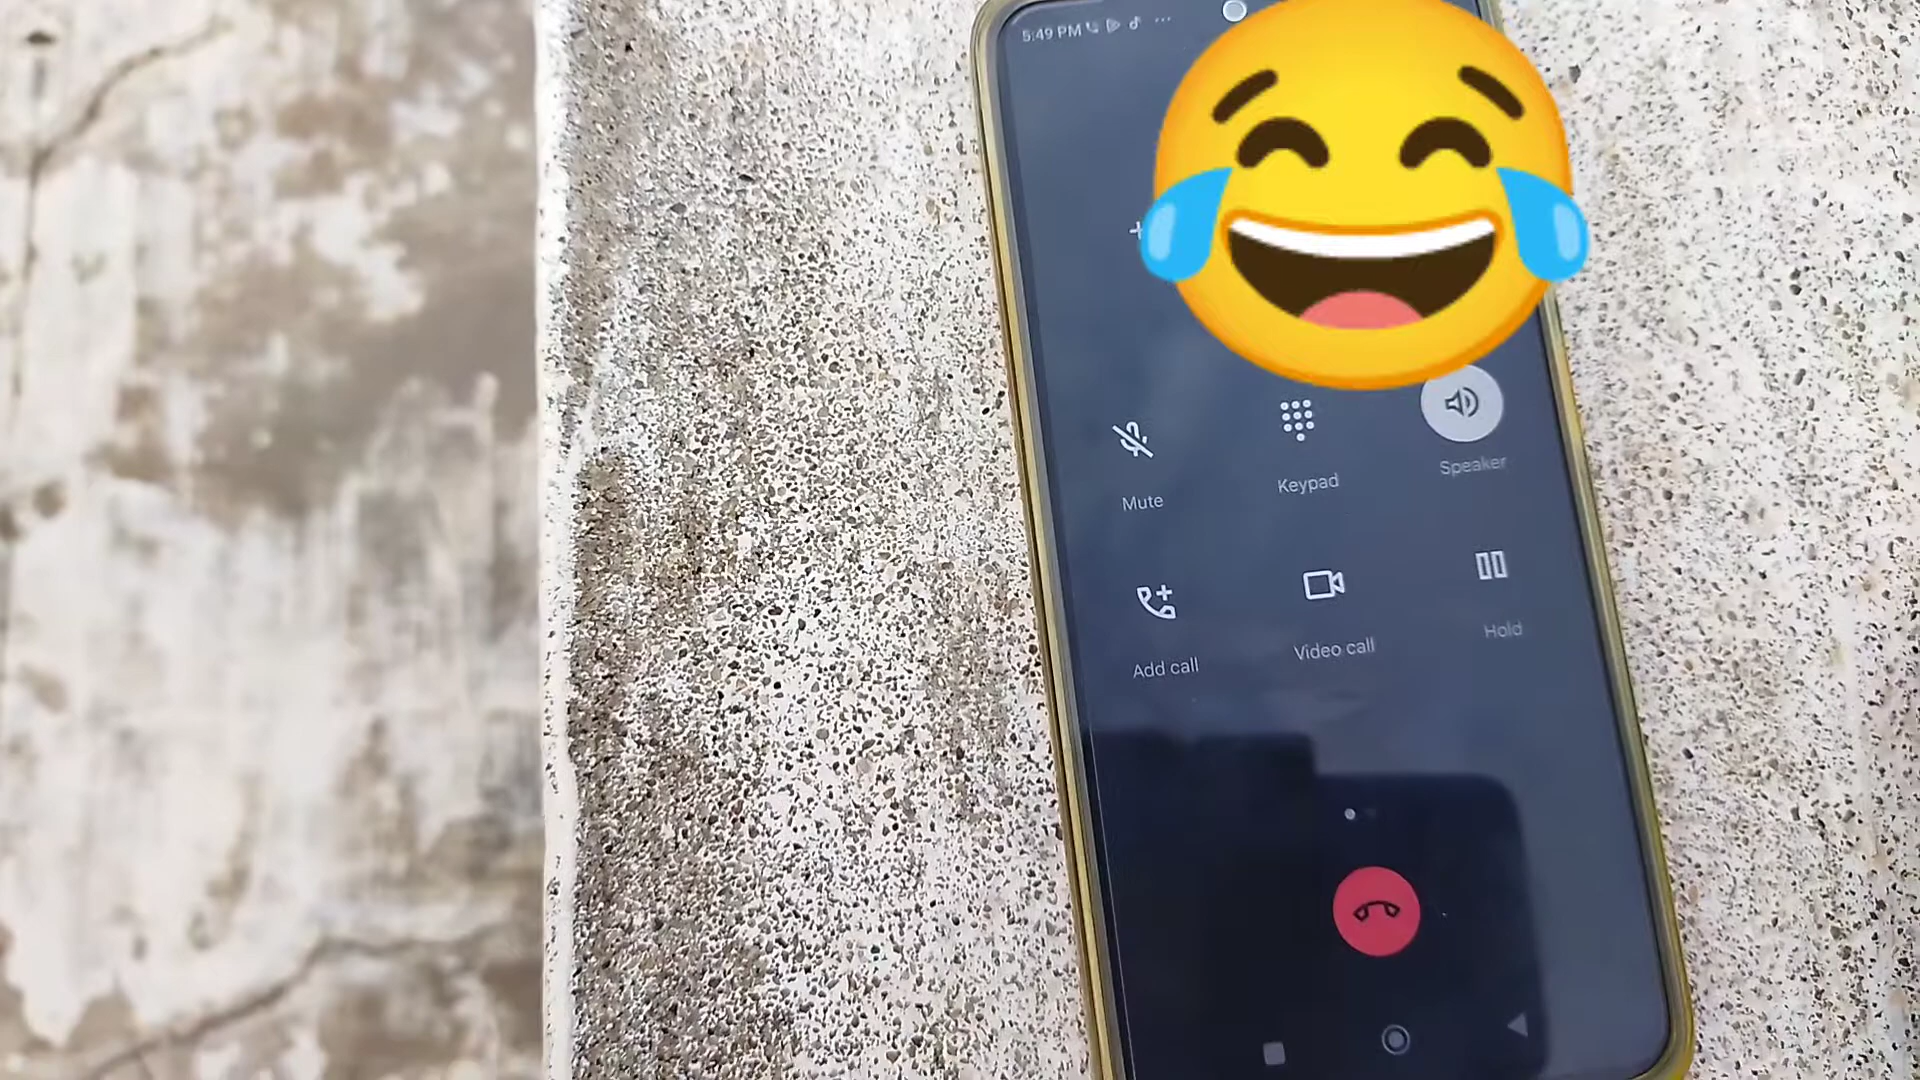 5:49 PM
Mute
Keypad
Speaker
Add call
Video call
Hold